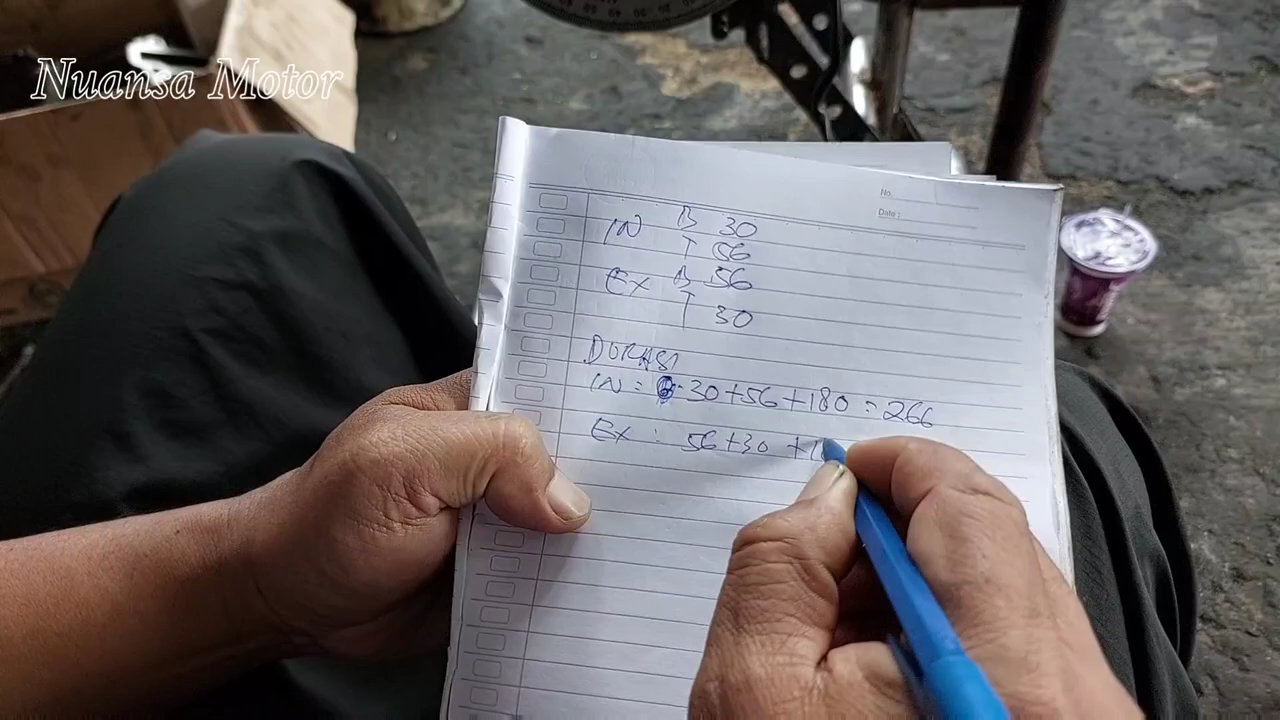 Nuansa Motor
No.
Date :
IN B 30
T 56
EX B 56
T 30
DURASI
IN = 30+56+180 = 266
EX : 56+30 +18